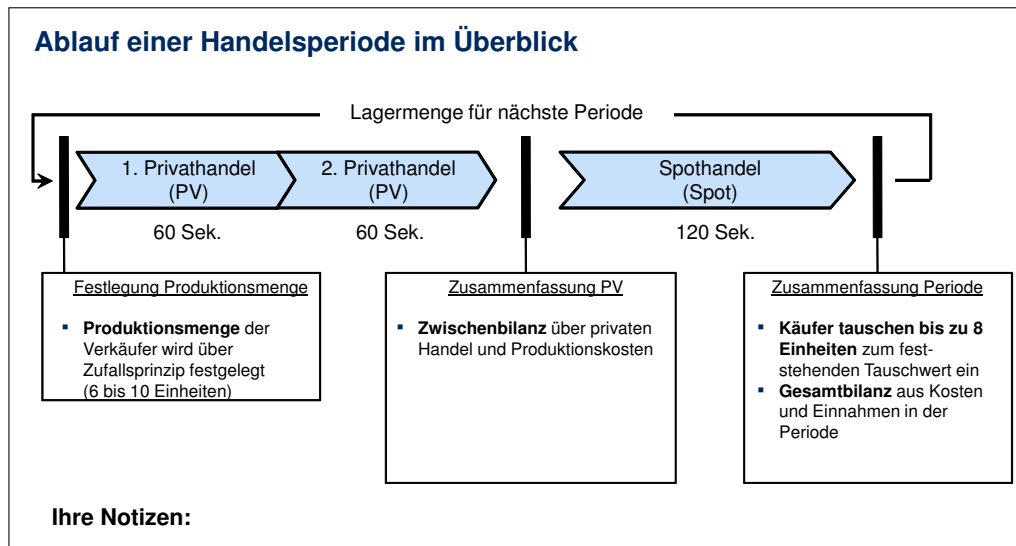 Ablauf einer Handelsperiode im Überblick
Lagermenge für nächste Periode
1. Privathandel
(PV)
2. Privathandel
(PV)
Spothandel
(Spot)
60 Sek.
60 Sek.
120 Sek.
Festlegung Produktionsmenge
▪ Produktionsmenge der
Verkäufer wird über
Zufallsprinzip festgelegt
(6 bis 10 Einheiten)
Zusammenfassung PV
▪ Zwischenbilanz über privaten
Handel und Produktionskosten
Zusammenfassung Periode
▪ Käufer tauschen bis zu 8
Einheiten zum fest-
stehenden Tauschwert ein
▪ Gesamtbilanz aus Kosten
und Einnahmen in der
Periode
Ihre Notizen: